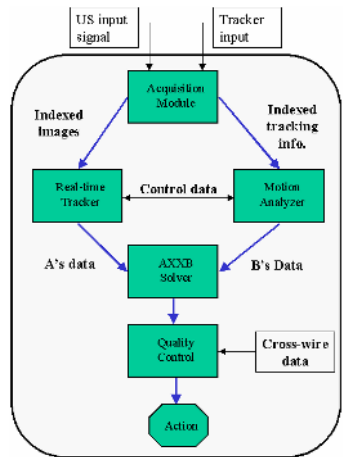 US input
signal
Tracker
input
Acquisition
Module
Indexed
Images
Indexed
tracking
info.
Real-time
Tracker
Control data
Motion
Analyzer
A's data
AXXB
Solver
B's Data
Quality
Control
Cross-wire
data
Action